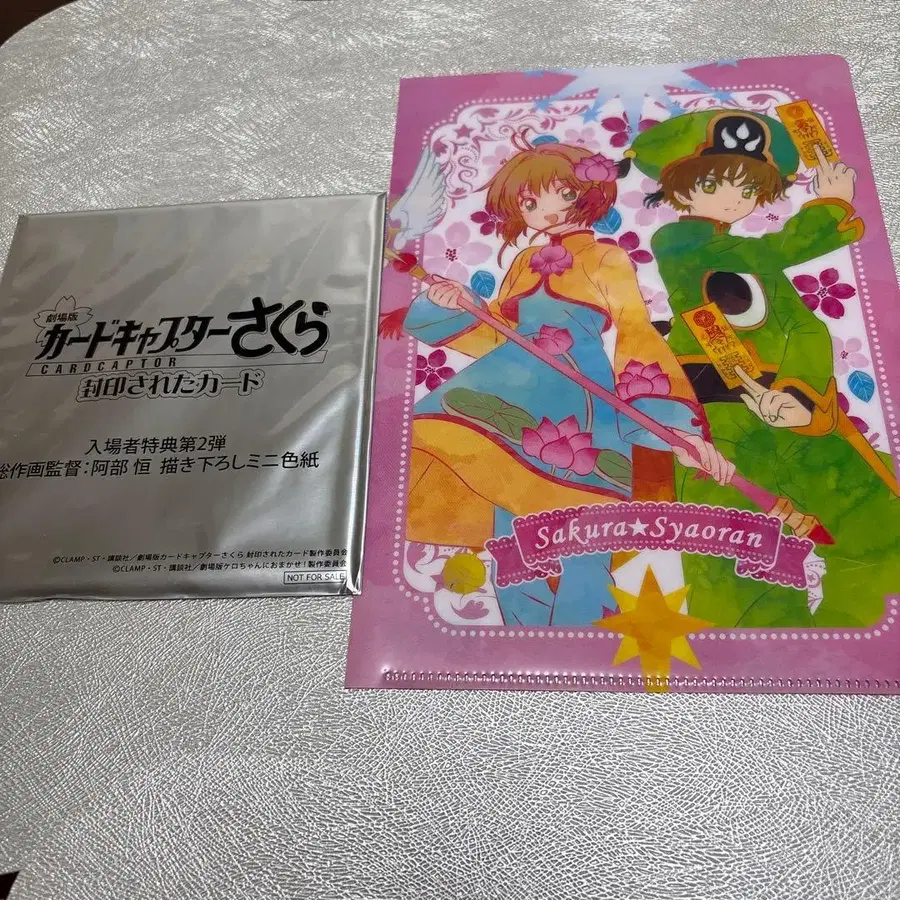 劇場版
カードキャプターさくら
CARDCAPTOR
封印されたカード
入場者特典第2弾
総作画監督：阿部 恒 描き下ろしミニ色紙
©CLAMP・ST・講談社／劇場版カードキャプターさくら 封印されたカード製作委員会
©CLAMP・ST・講談社／劇場版ケロちゃんにおまかせ！製作委員会
NOT FOR SALE
Sakura★Syaoran